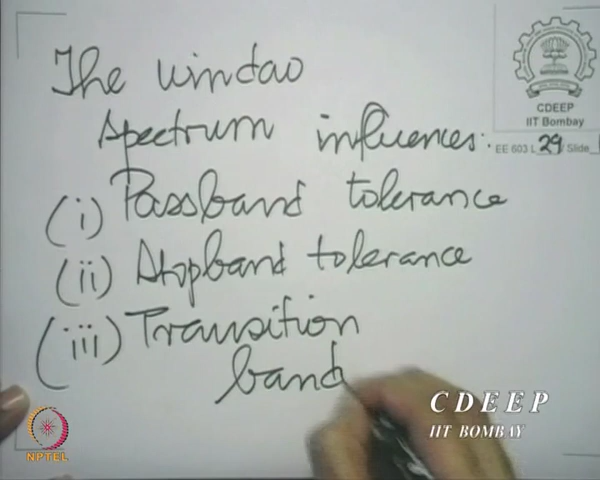 The window
spectrum influences:
(i) Passband tolerance
(ii) Stopband tolerance
(iii) Transition
band
CDEEP
IIT Bombay
EE 603 L 29 / Slide
CDEEP
IIT BOMBAY
NPTEL